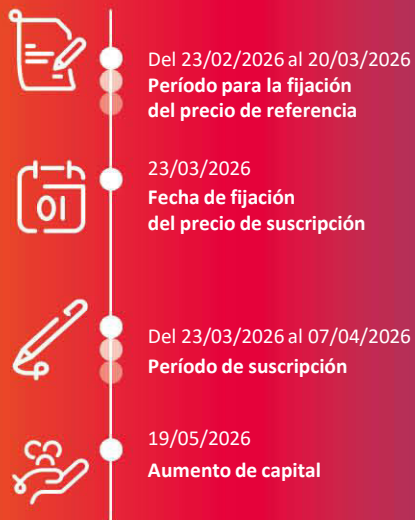 Del 23/02/2026 al 20/03/2026
Período para la fijación
del precio de referencia
01
23/03/2026
Fecha de fijación
del precio de suscripción
Del 23/03/2026 al 07/04/2026
Período de suscripción
19/05/2026
Aumento de capital